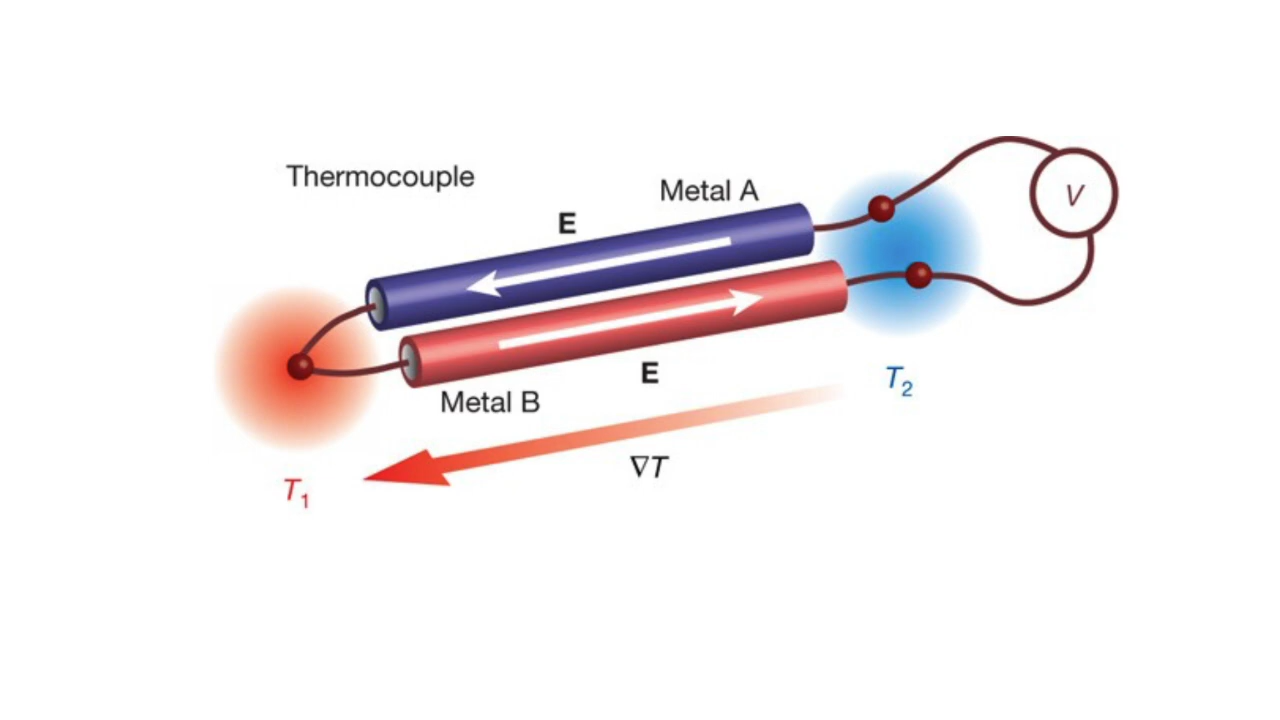 Thermocouple
Metal A
E
V
E
T₂
Metal B
∇T
T₁